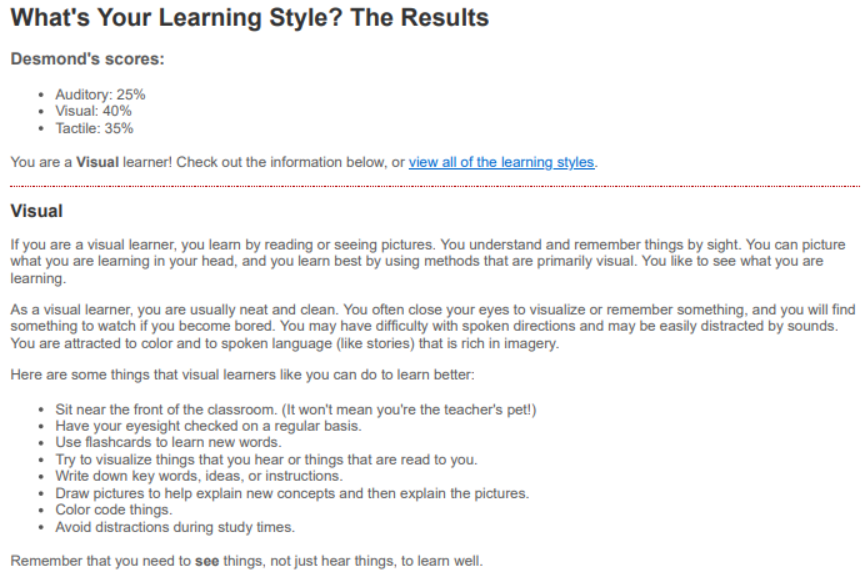 What's Your Learning Style? The Results
Desmond's scores:
• Auditory: 25%
• Visual: 40%
• Tactile: 35%
You are a Visual learner! Check out the information below, or view all of the learning styles.
Visual
If you are a visual learner, you learn by reading or seeing pictures. You understand and remember things by sight. You can picture
what you are learning in your head, and you learn best by using methods that are primarily visual. You like to see what you are
learning.
As a visual learner, you are usually neat and clean. You often close your eyes to visualize or remember something, and you will find
something to watch if you become bored. You may have difficulty with spoken directions and may be easily distracted by sounds.
You are attracted to color and to spoken language (like stories) that is rich in imagery.
Here are some things that visual learners like you can do to learn better:
• Sit near the front of the classroom. (It won't mean you're the teacher's pet!)
• Have your eyesight checked on a regular basis.
• Use flashcards to learn new words.
• Try to visualize things that you hear or things that are read to you.
• Write down key words, ideas, or instructions.
• Draw pictures to help explain new concepts and then explain the pictures.
• Color code things.
• Avoid distractions during study times.
Remember that you need to see things, not just hear things, to learn well.